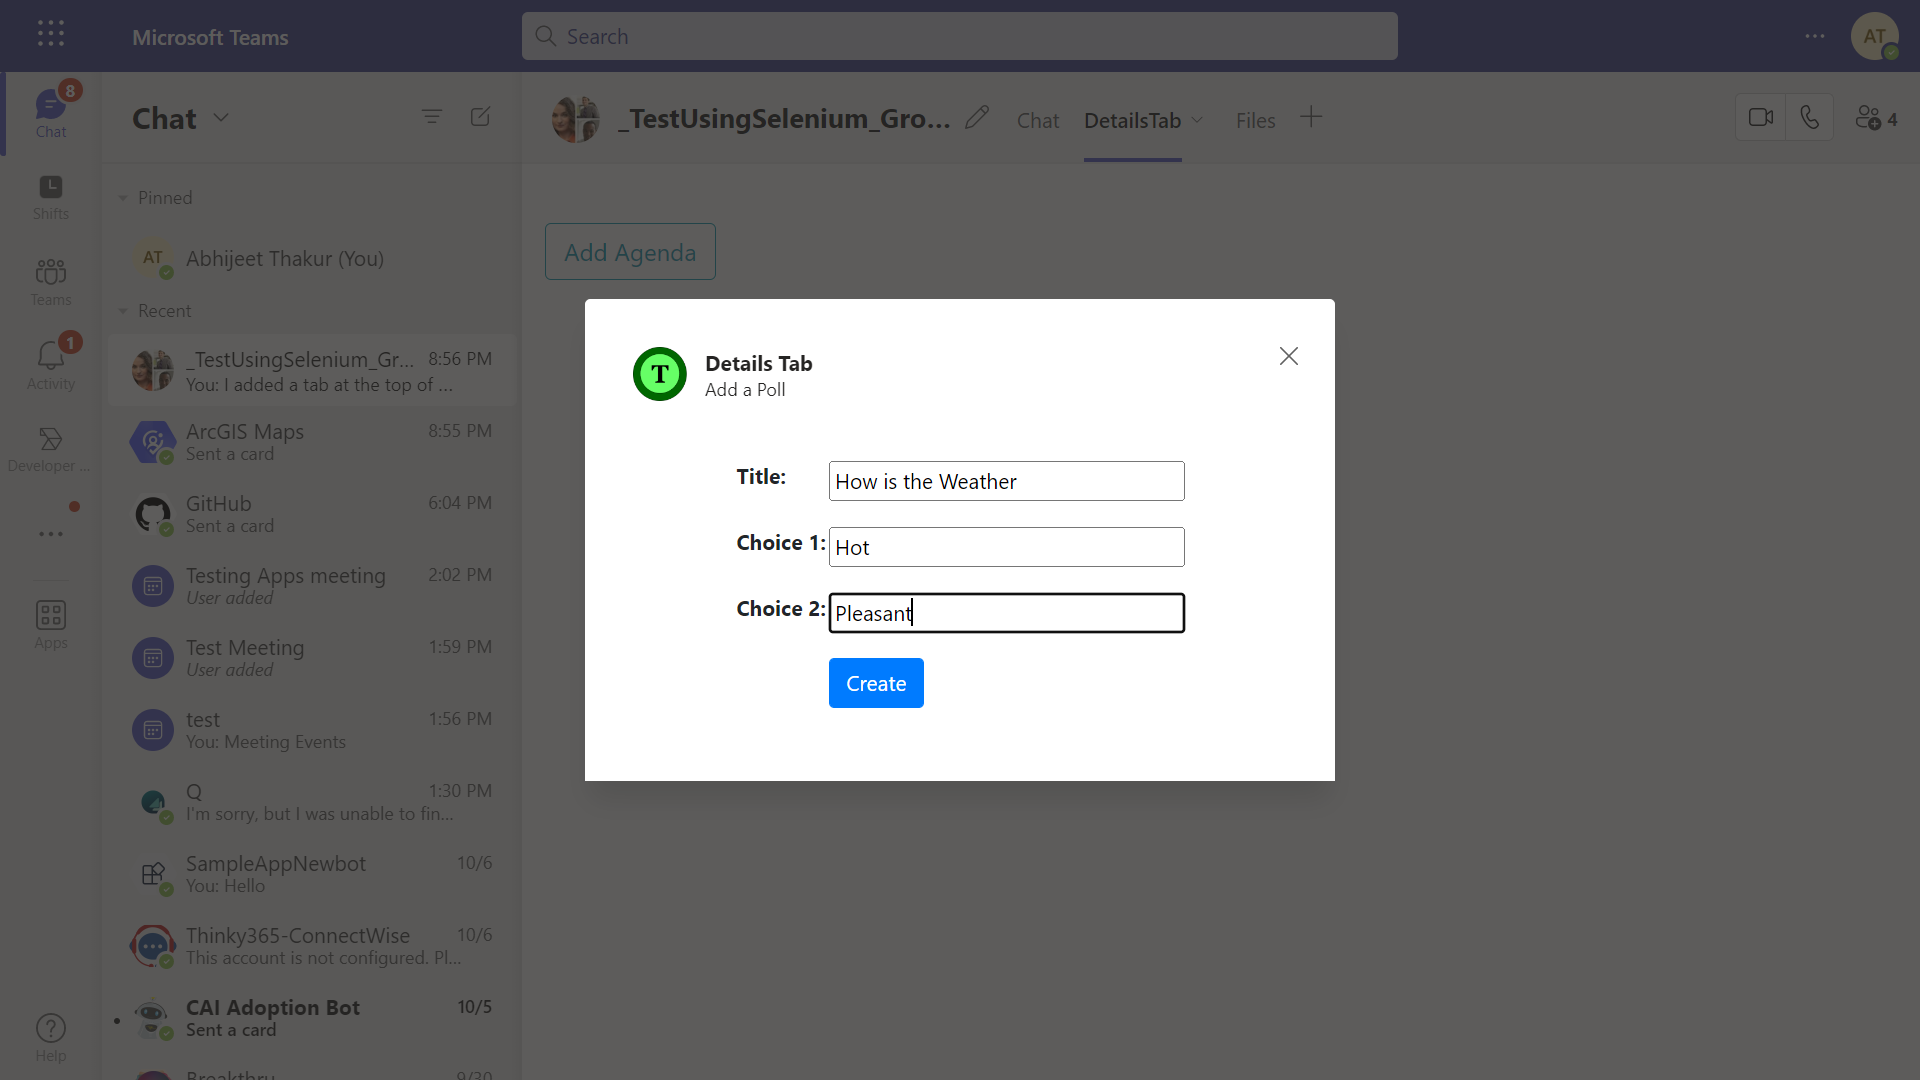 Microsoft Teams
Search
AT
8
Chat
Shifts
Teams
1
Activity
Developer ...
Apps
Help
Chat
Pinned
AT
Abhijeet Thakur (You)
Recent
_TestUsingSelenium_Gr... 8:56 PM
You: I added a tab at the top of ...
ArcGIS Maps 8:55 PM
Sent a card
GitHub 6:04 PM
Sent a card
Testing Apps meeting 2:02 PM
User added
Test Meeting 1:59 PM
User added
test 1:56 PM
You: Meeting Events
Q 1:30 PM
I'm sorry, but I was unable to fin...
SampleAppNewbot 10/6
You: Hello
Thinky365-ConnectWise 10/6
This account is not configured. Pl...
CAI Adoption Bot 10/5
Sent a card
Breakthru 9/30
_TestUsingSelenium_Gro... Chat DetailsTab Files
4
Add Agenda
T
Details Tab
Add a Poll
Title: How is the Weather
Choice 1: Hot
Choice 2: Pleasant
Create